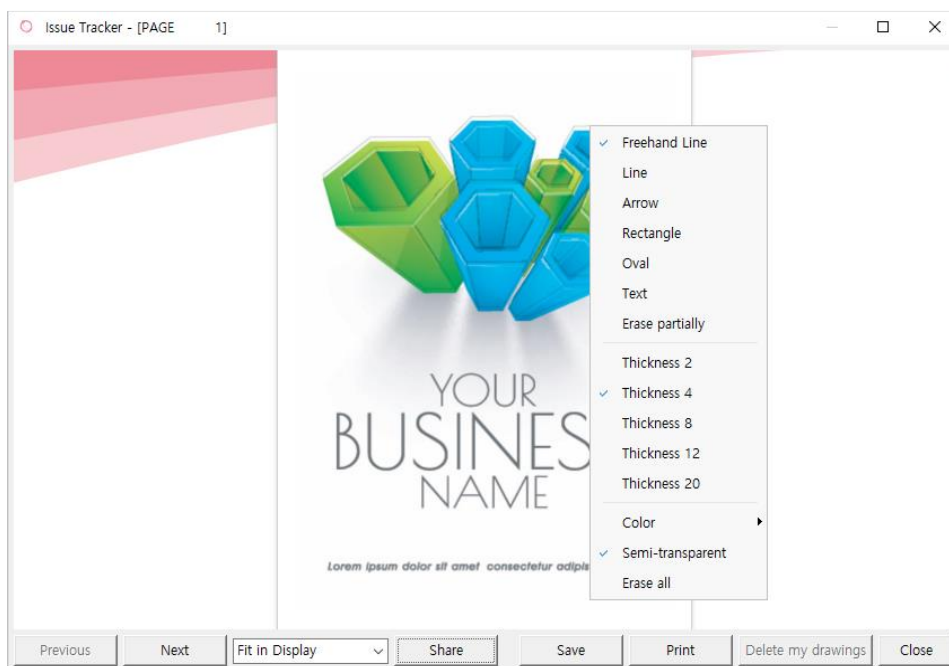 Issue Tracker - [PAGE 1]
Freehand Line
Line
Arrow
Rectangle
Oval
Text
Erase partially
Thickness 2
Thickness 4
Thickness 8
Thickness 12
Thickness 20
Color
Semi-transparent
Erase all
YOUR
BUSINES
NAME
Lorem ipsum dolor sit amet consectetur adipis
Previous
Next
Fit in Display
Share
Save
Print
Delete my drawings
Close